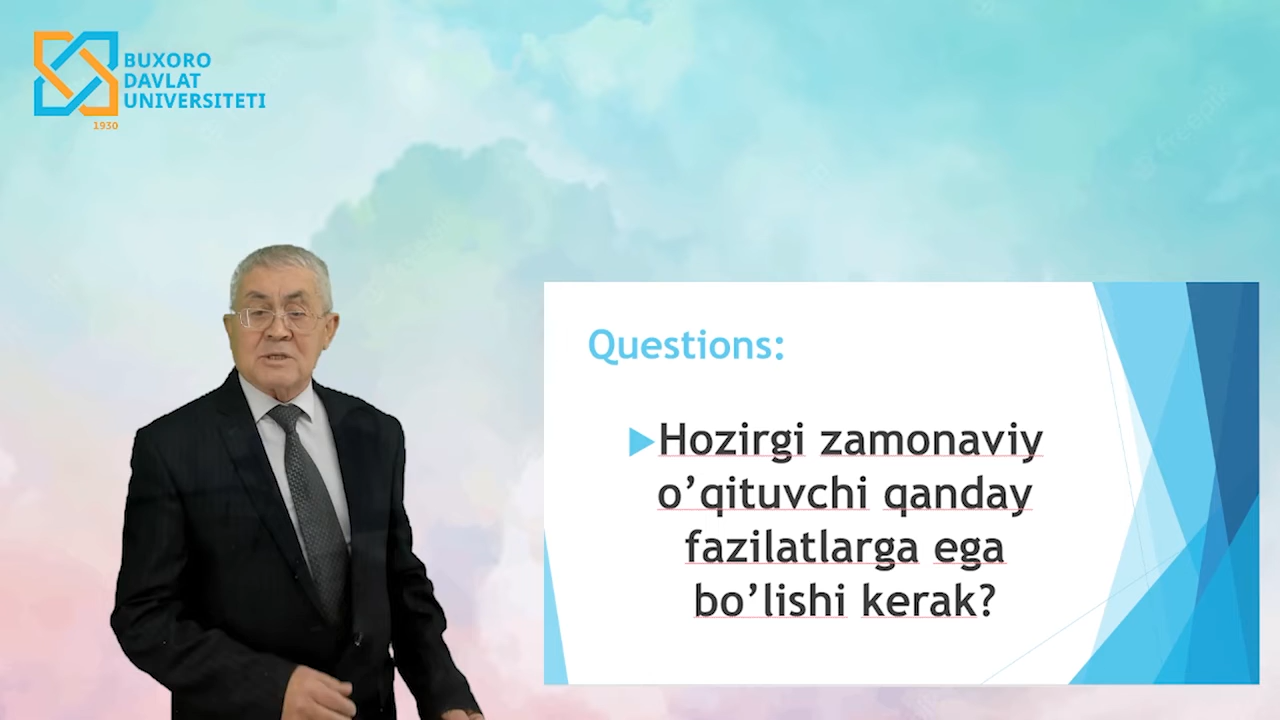 BUXORO
DAVLAT
UNIVERSITETI
1930
Questions:
Hozirgi zamonaviy
o’qituvchi qanday
fazilatlarga ega
bo’lishi kerak?